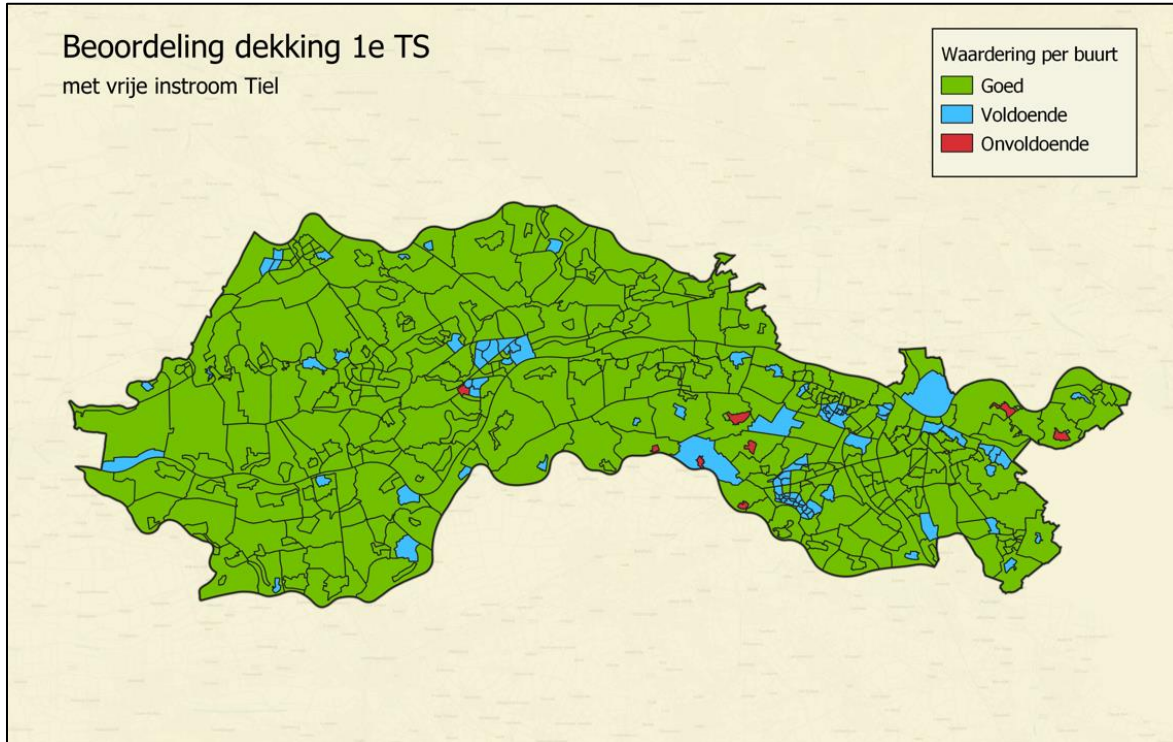 Beoordeling dekking 1e TS
met vrije instroom Tiel
Waardering per buurt
Goed
Voldoende
Onvoldoende